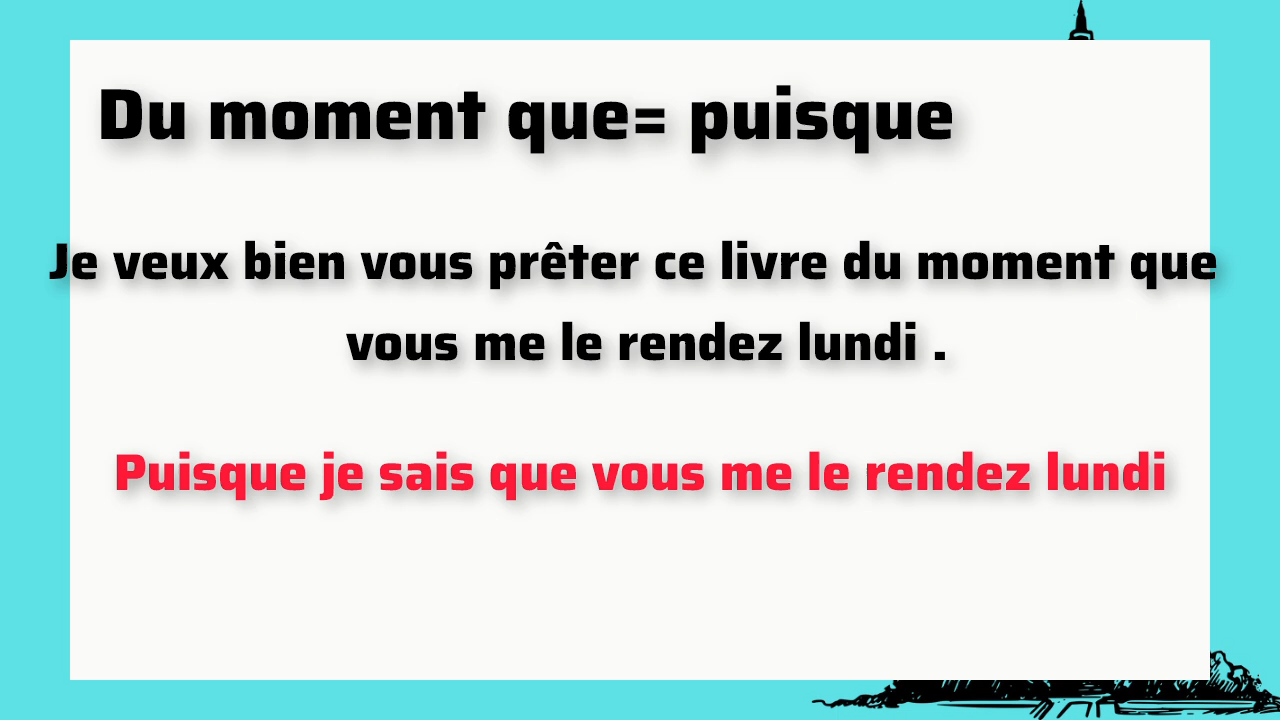 Du moment que= puisque
Je veux bien vous prêter ce livre du moment que
vous me le rendez lundi .
Puisque je sais que vous me le rendez lundi